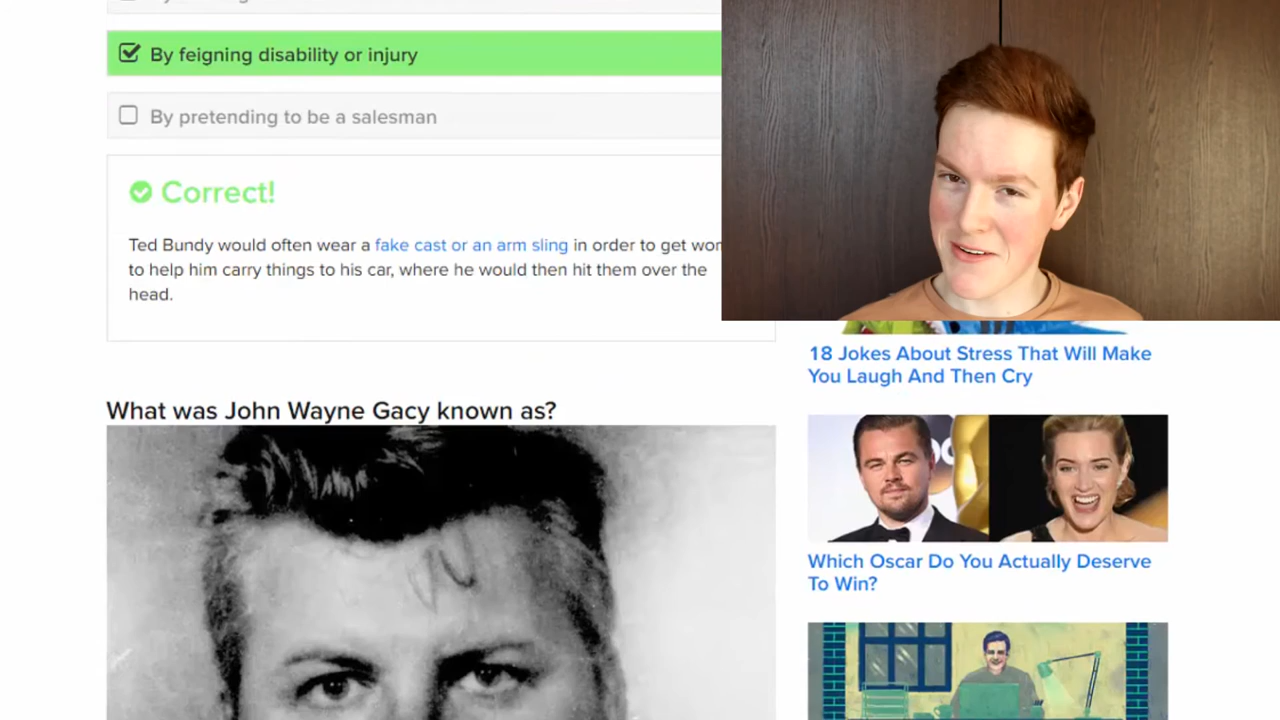 By feigning disability or injury
By pretending to be a salesman
Correct!
Ted Bundy would often wear a fake cast or an arm sling in order to get
to help him carry things to his car, where he would then hit them over the
head.
What was John Wayne Gacy known as?
18 Jokes About Stress That Will Make
You Laugh And Then Cry
Which Oscar Do You Actually Deserve
To Win?